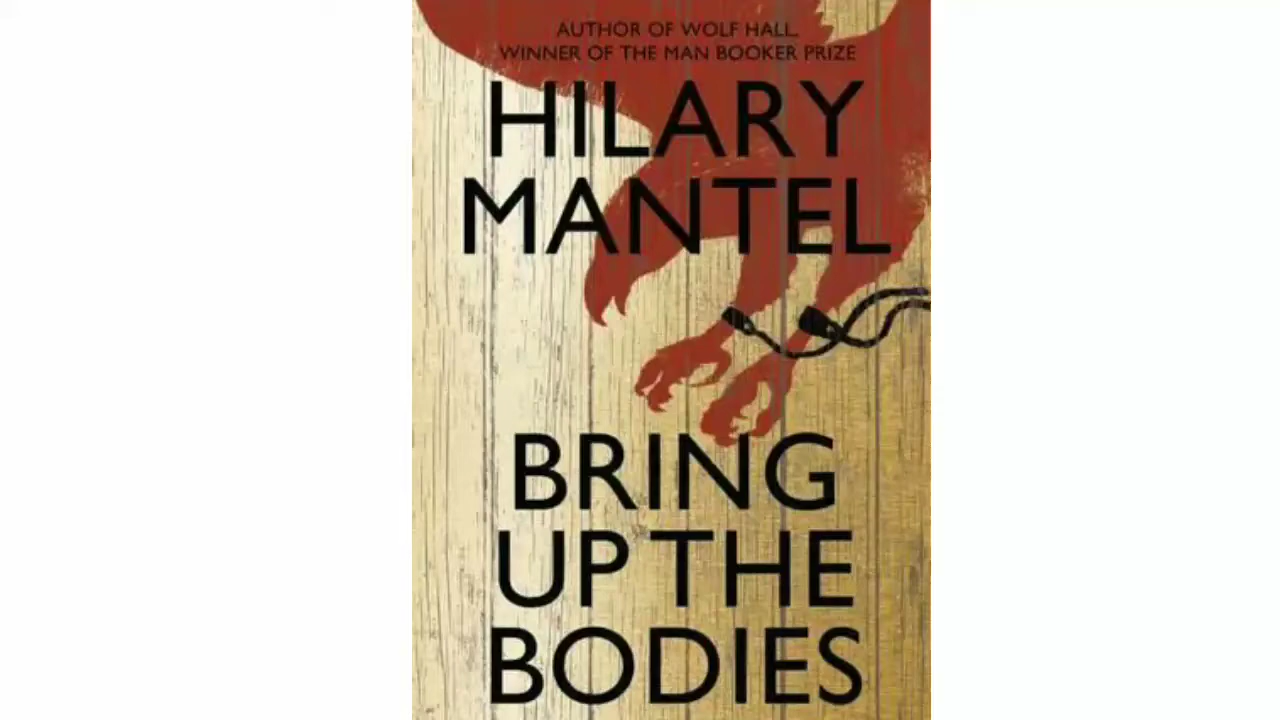 AUTHOR OF WOLF HALL.
WINNER OF THE MAN BOOKER PRIZE
HILARY
MANTEL
BRING
UP THE
BODIES